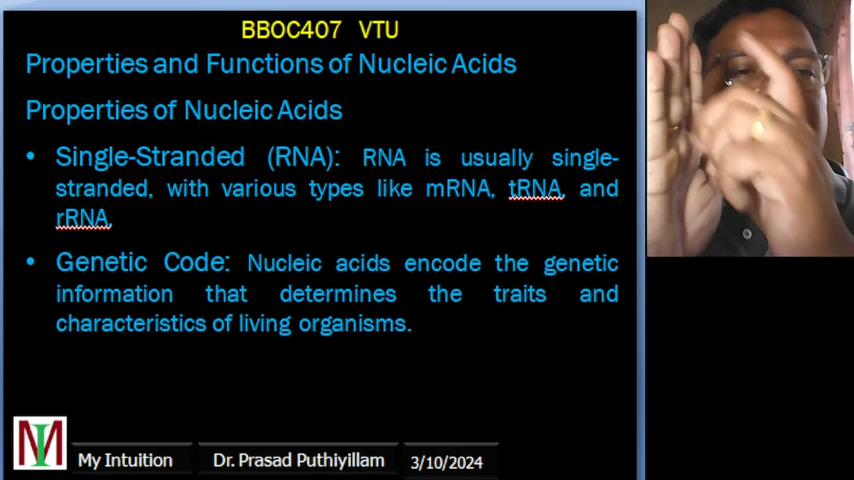 BBOC407 VTU
Properties and Functions of Nucleic Acids
Properties of Nucleic Acids
• Single-Stranded (RNA): RNA is usually single-
stranded, with various types like mRNA, tRNA, and
rRNA.
• Genetic Code: Nucleic acids encode the genetic
information that determines the traits and
characteristics of living organisms.
MI
My Intuition Dr. Prasad Puthiyillam 3/10/2024